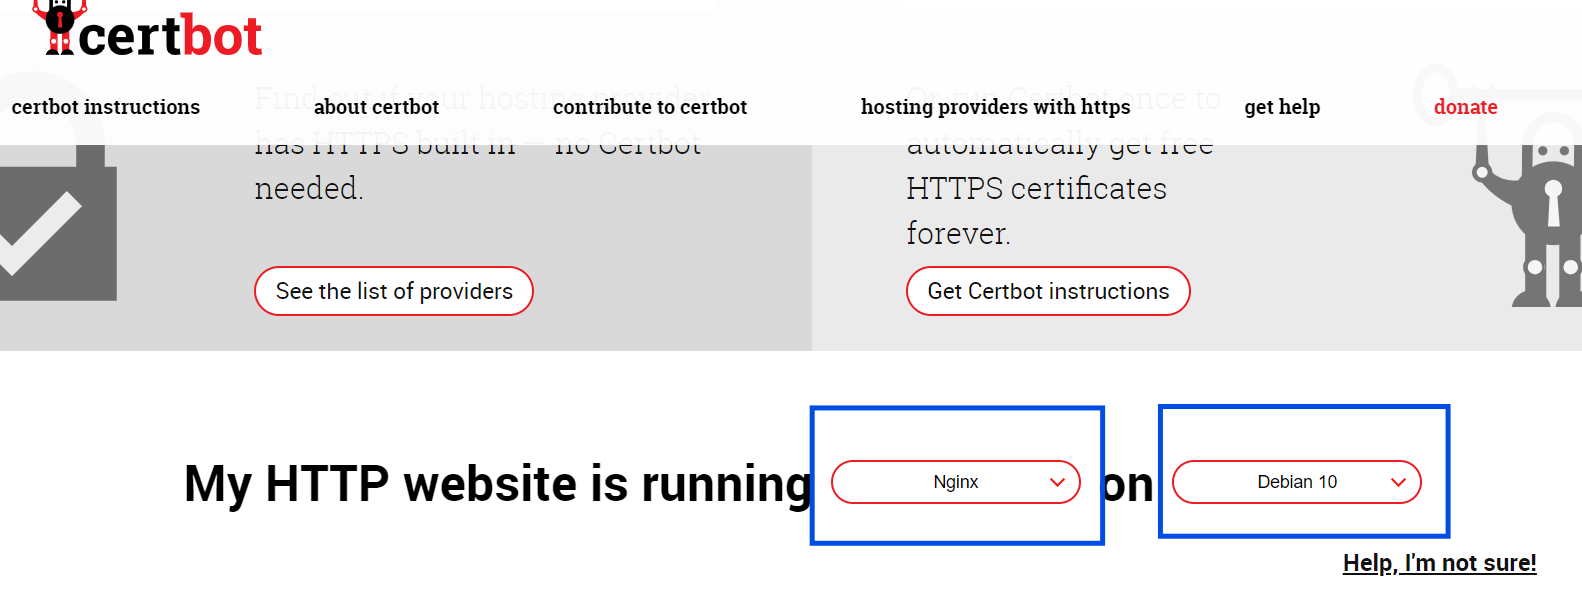 certbot
certbot instructions
about certbot
contribute to certbot
hosting providers with https
get help
donate
Find out if your hosting provider
has HTTPS built in — no Certbot
needed.
See the list of providers
Or, run Certbot once to
automatically get free
HTTPS certificates
forever.
Get Certbot instructions
My HTTP website is running Nginx on Debian 10
Help, I'm not sure!